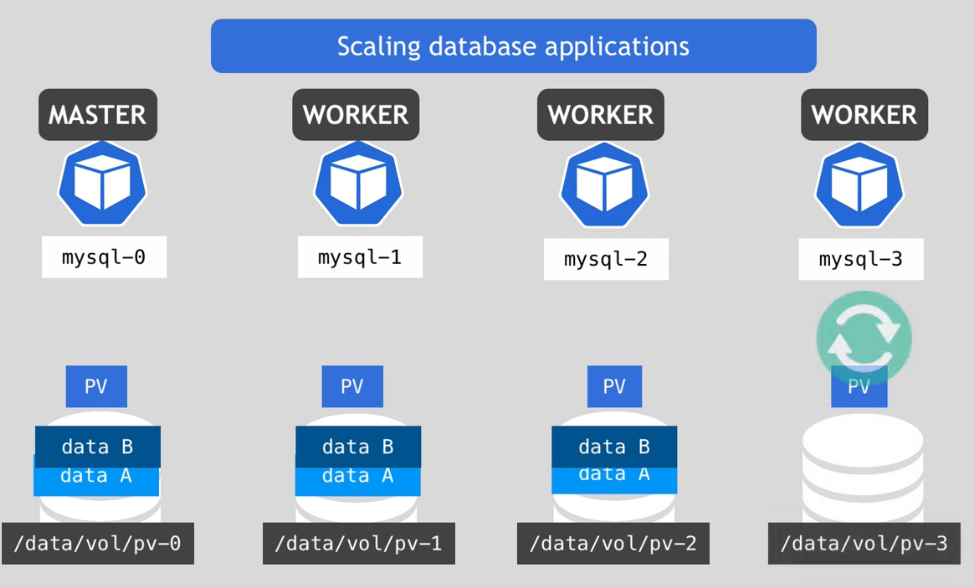 Scaling database applications
MASTER
WORKER
WORKER
WORKER
mysql-0
mysql-1
mysql-2
mysql-3
PV
PV
PV
PV
data B
data B
data B
data A
data A
data A
/data/vol/pv-0
/data/vol/pv-1
/data/vol/pv-2
/data/vol/pv-3